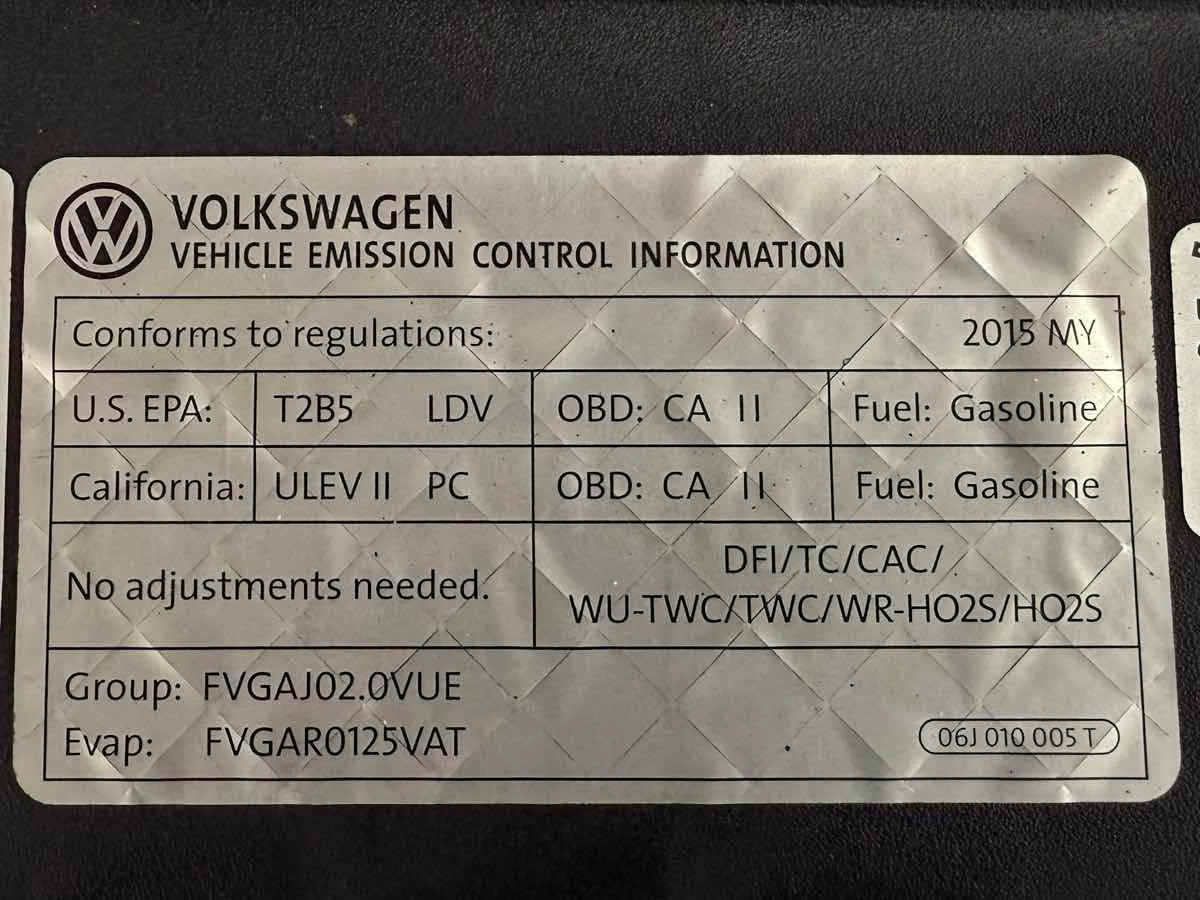 VOLKSWAGEN
VEHICLE EMISSION CONTROL INFORMATION
Conforms to regulations: 2015 MY
U.S. EPA: T2B5 LDV OBD: CA II Fuel: Gasoline
California: ULEV II PC OBD: CA II Fuel: Gasoline
No adjustments needed.
DFI/TC/CAC/
WU-TWC/TWC/WR-HO2S/HO2S
Group: FVGAJ02.0VUE
Evap: FVGAR0125VAT
06J 010 005 T